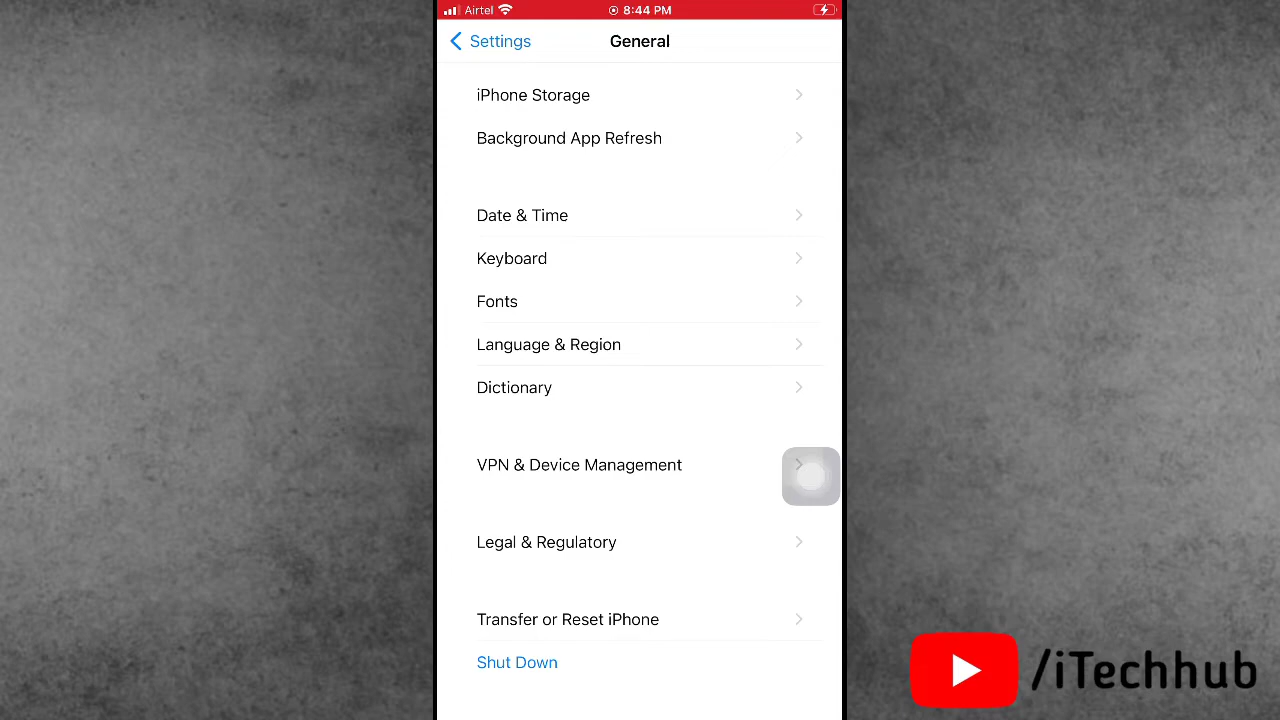 Airtel 8:44 PM
Settings General
iPhone Storage
Background App Refresh
Date & Time
Keyboard
Fonts
Language & Region
Dictionary
VPN & Device Management
Legal & Regulatory
Transfer or Reset iPhone
Shut Down
/iTechhub